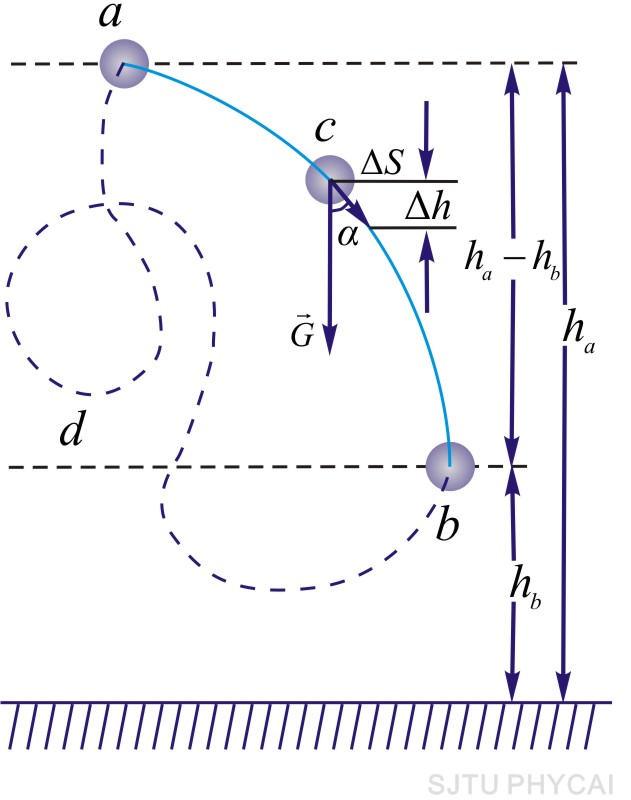 a
c
ΔS
Δh
α
h_a − h_b
G⃗
h_a
d
b
h_b
SJTU PHYCAI